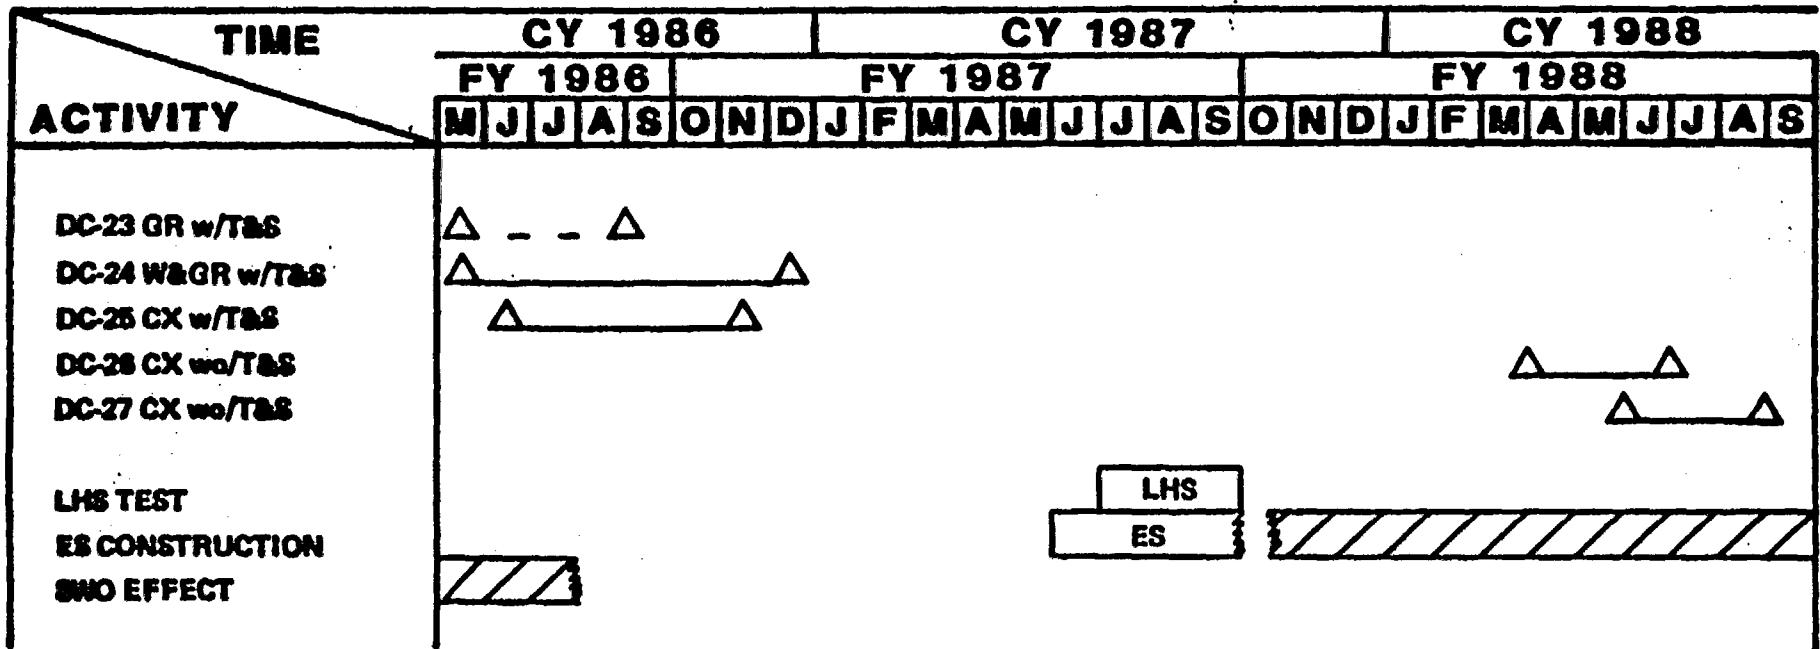 TIME CY 1986 CY 1987 CY 1988
FY 1986 FY 1987 FY 1988
ACTIVITY M J J A S O N D J F M A M J J A S O N D J F M A M J J A S
DC-23 GR w/T&S
DC-24 W&GR w/T&S
DC-25 CX w/T&S
DC-26 CX wo/T&S
DC-27 CX wo/T&S
LHS TEST LHS
ES CONSTRUCTION ES
SWO EFFECT